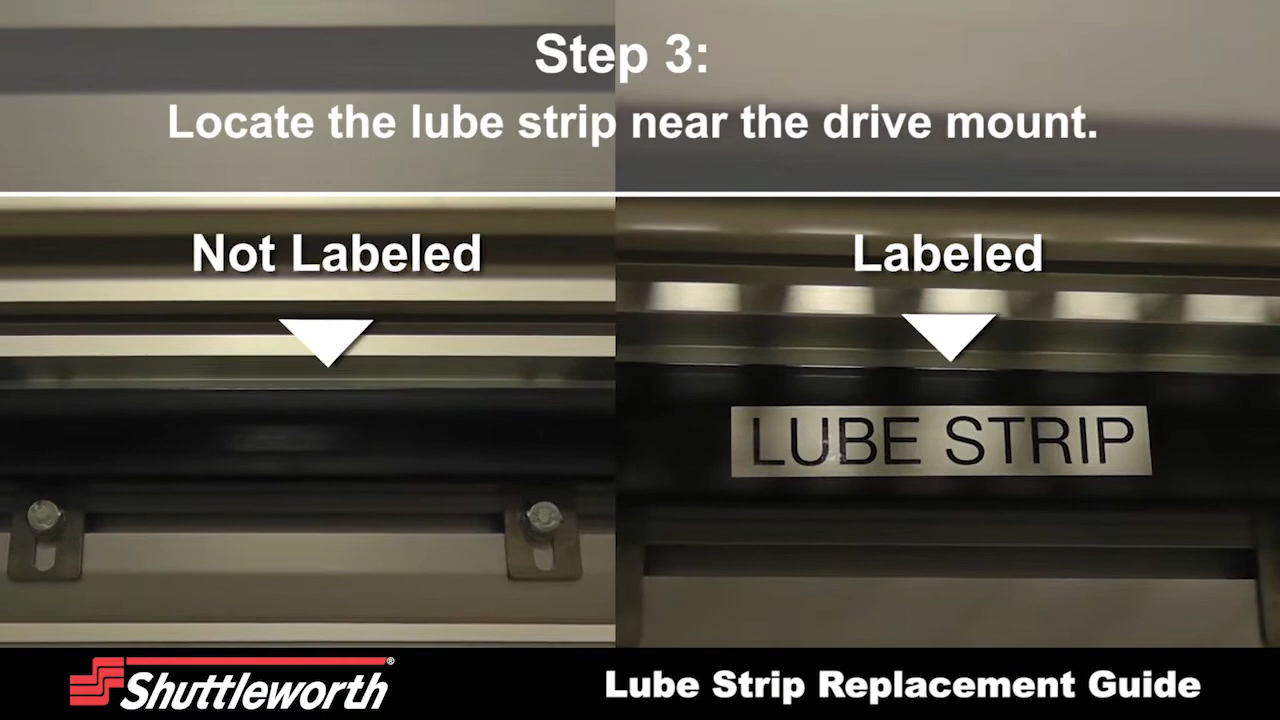 Step 3:
Locate the lube strip near the drive mount.
Not Labeled
Labeled
LUBE STRIP
Shuttleworth®
Lube Strip Replacement Guide